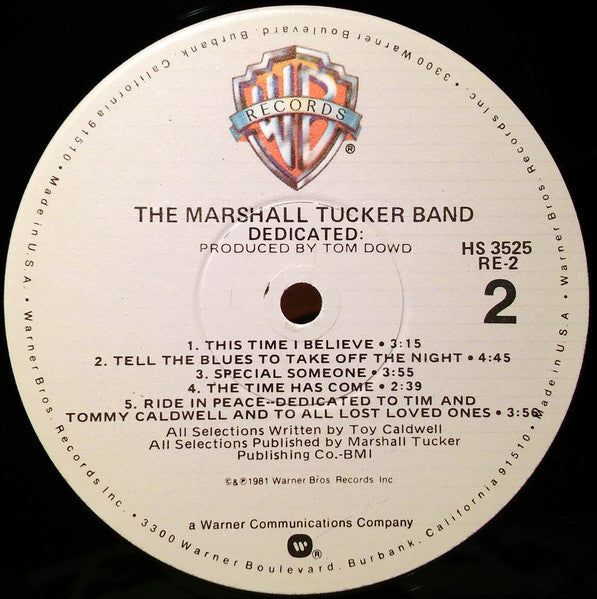 WB
RECORDS
®
THE MARSHALL TUCKER BAND
DEDICATED:
PRODUCED BY TOM DOWD
HS 3525
RE-2
2
1. THIS TIME I BELIEVE • 3:15
2. TELL THE BLUES TO TAKE OFF THE NIGHT • 4:45
3. SPECIAL SOMEONE • 3:55
4. THE TIME HAS COME • 2:39
5. RIDE IN PEACE--DEDICATED TO TIM AND
TOMMY CALDWELL AND TO ALL LOST LOVED ONES • 3:56
All Selections Written by Toy Caldwell
All Selections Published by Marshall Tucker
Publishing Co.-BMI
©&℗1981 Warner Bros. Records Inc.
a Warner Communications Company
W®
Warner Bros. Records Inc. • 3300 Warner Boulevard, Burbank, California 91510 • Made in U.S.A. • Warner Bros. Records Inc. • 3300 Warner Boulevard, Burbank, California 91510 • Made in U.S.A. •